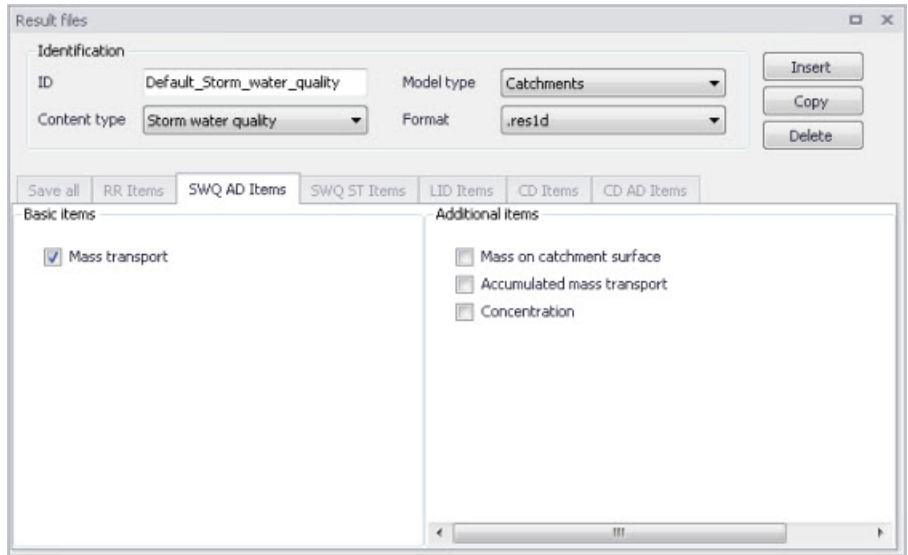 Result files
Identification
ID Default_Storm_water_quality Model type Catchments
Content type Storm water quality Format .res1d
Insert
Copy
Delete
Save all RR Items SWQ AD Items SWQ ST Items LID Items CD Items CD AD Items
Basic items Additional items
Mass transport Mass on catchment surface
Accumulated mass transport
Concentration